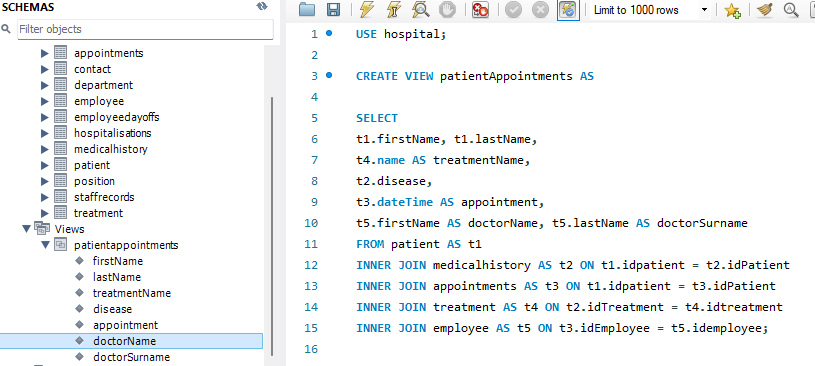 SCHEMAS
Filter objects
appointments
contact
department
employee
employeedayoffs
hospitalisations
medicalhistory
patient
position
staffrecords
treatment
Views
patientappointments
firstName
lastName
treatmentName
disease
appointment
doctorName
doctorSurname
Limit to 1000 rows
1 USE hospital;
2
3 CREATE VIEW patientAppointments AS
4
5 SELECT
6 t1.firstName, t1.lastName,
7 t4.name AS treatmentName,
8 t2.disease,
9 t3.dateTime AS appointment,
10 t5.firstName AS doctorName, t5.lastName AS doctorSurname
11 FROM patient AS t1
12 INNER JOIN medicalhistory AS t2 ON t1.idpatient = t2.idPatient
13 INNER JOIN appointments AS t3 ON t1.idpatient = t3.idPatient
14 INNER JOIN treatment AS t4 ON t2.idTreatment = t4.idtreatment
15 INNER JOIN employee AS t5 ON t3.idEmployee = t5.idemployee;
16